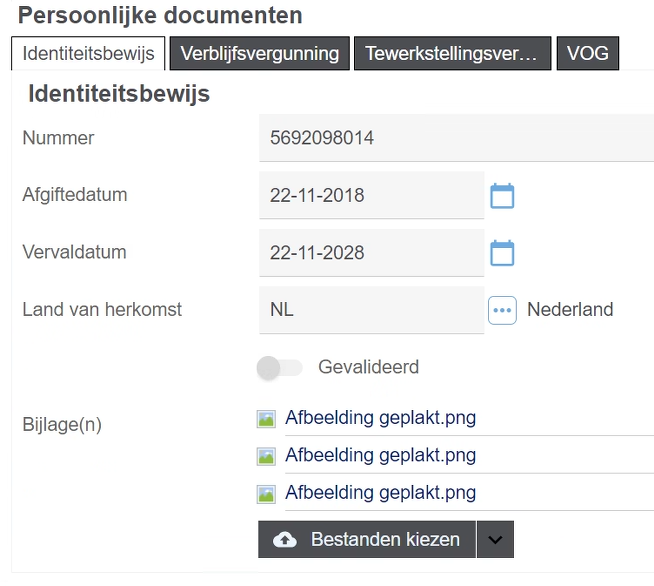 Persoonlijke documenten
Identiteitsbewijs Verblijfsvergunning Tewerkstellingsver... VOG
Identiteitsbewijs
Nummer 5692098014
Afgiftedatum 22-11-2018
Vervaldatum 22-11-2028
Land van herkomst NL Nederland
Gevalideerd
Bijlage(n) Afbeelding geplakt.png
Afbeelding geplakt.png
Afbeelding geplakt.png
Bestanden kiezen